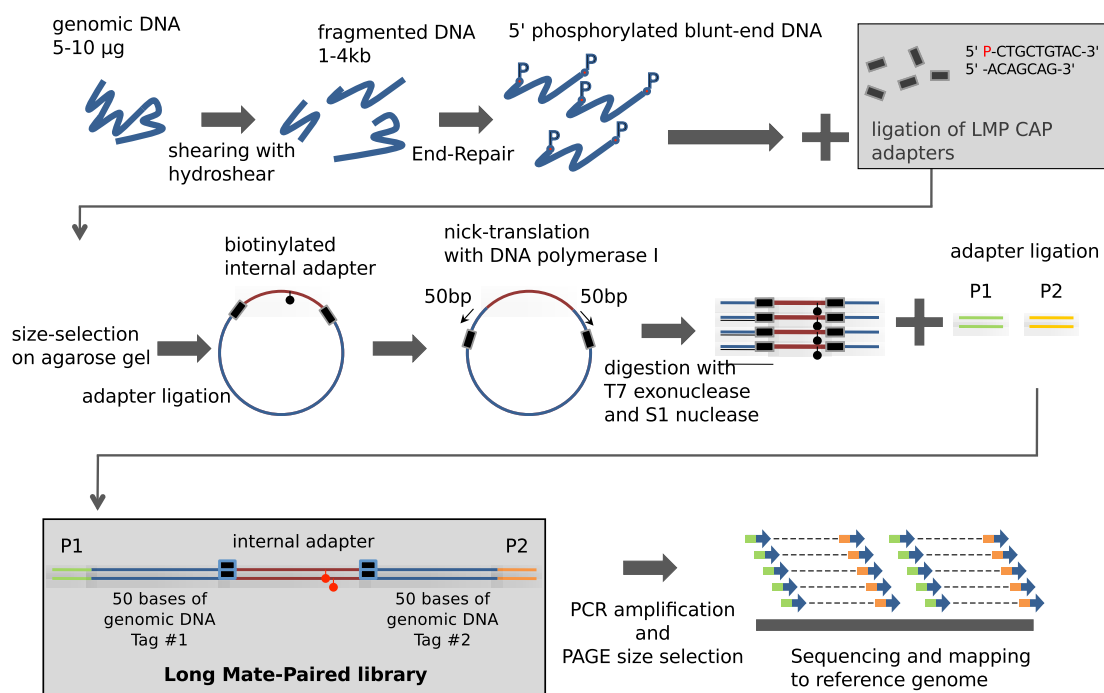 genomic DNA
5-10 µg
fragmented DNA
1-4kb
5' phosphorylated blunt-end DNA
P
P
P
P
P
P
shearing with
hydroshear
End-Repair
5' P-CTGCTGTAC-3'
5' -ACAGCAG-3'
ligation of LMP CAP
adapters
size-selection
on agarose gel
adapter ligation
biotinylated
internal adapter
nick-translation
with DNA polymerase I
50bp
50bp
digestion with
T7 exonuclease
and S1 nuclease
adapter ligation
P1
P2
P1
internal adapter
P2
50 bases of
genomic DNA
Tag #1
50 bases of
genomic DNA
Tag #2
Long Mate-Paired library
PCR amplification
and
PAGE size selection
Sequencing and mapping
to reference genome